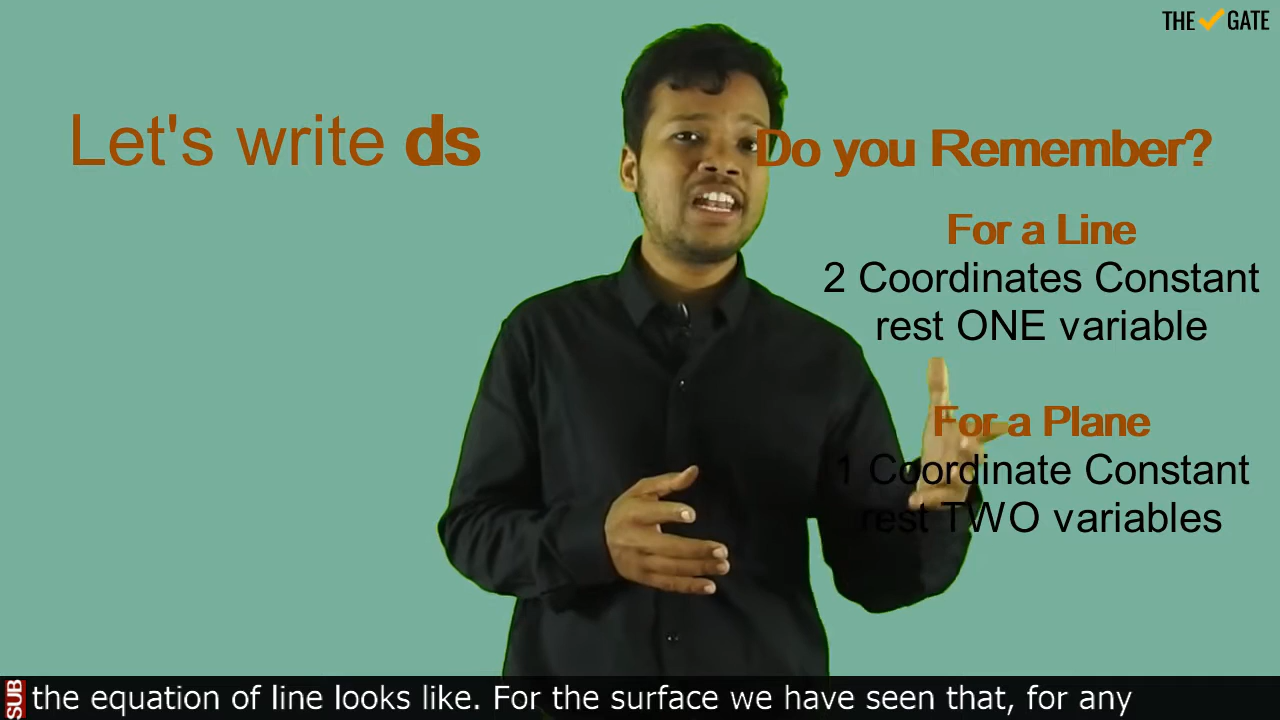 THE GATE
Let's write ds
Do you Remember?
For a Line
2 Coordinates Constant
rest ONE variable
For a Plane
1 Coordinate Constant
rest TWO variables
SUB
the equation of line looks like. For the surface we have seen that, for any